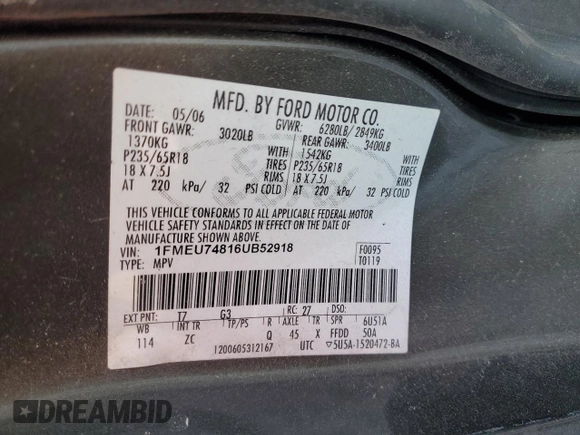 MFD. BY FORD MOTOR CO.
DATE: 05/06 GVWR: 6280LB/ 2849KG
FRONT GAWR: 3020LB REAR GAWR: 3400LB
1370KG WITH 1542KG WITH
P235/65R18 TIRES P235/65R18 TIRES
18 X 7.5J RIMS 18 X 7.5J RIMS
AT 220 kPa/ 32 PSI COLD AT 220 kPa/ 32 PSI COLD
THIS VEHICLE CONFORMS TO ALL APPLICABLE FEDERAL MOTOR
VEHICLE SAFETY STANDARDS IN EFFECT ON THE DATE OF
MANUFACTURE SHOWN ABOVE.
VIN: 1FMEU74816UB52918 F0095
TYPE: MPV T0119
EXT PNT: T7 G3 RC: 27 DSO:
WB INT TR TP/PS R AXLE TR SPR 6U51A
114 ZC Q 45 X FFDD 50A
1200605312167 UTC 5U5A-1520472-BA
DREAMBID